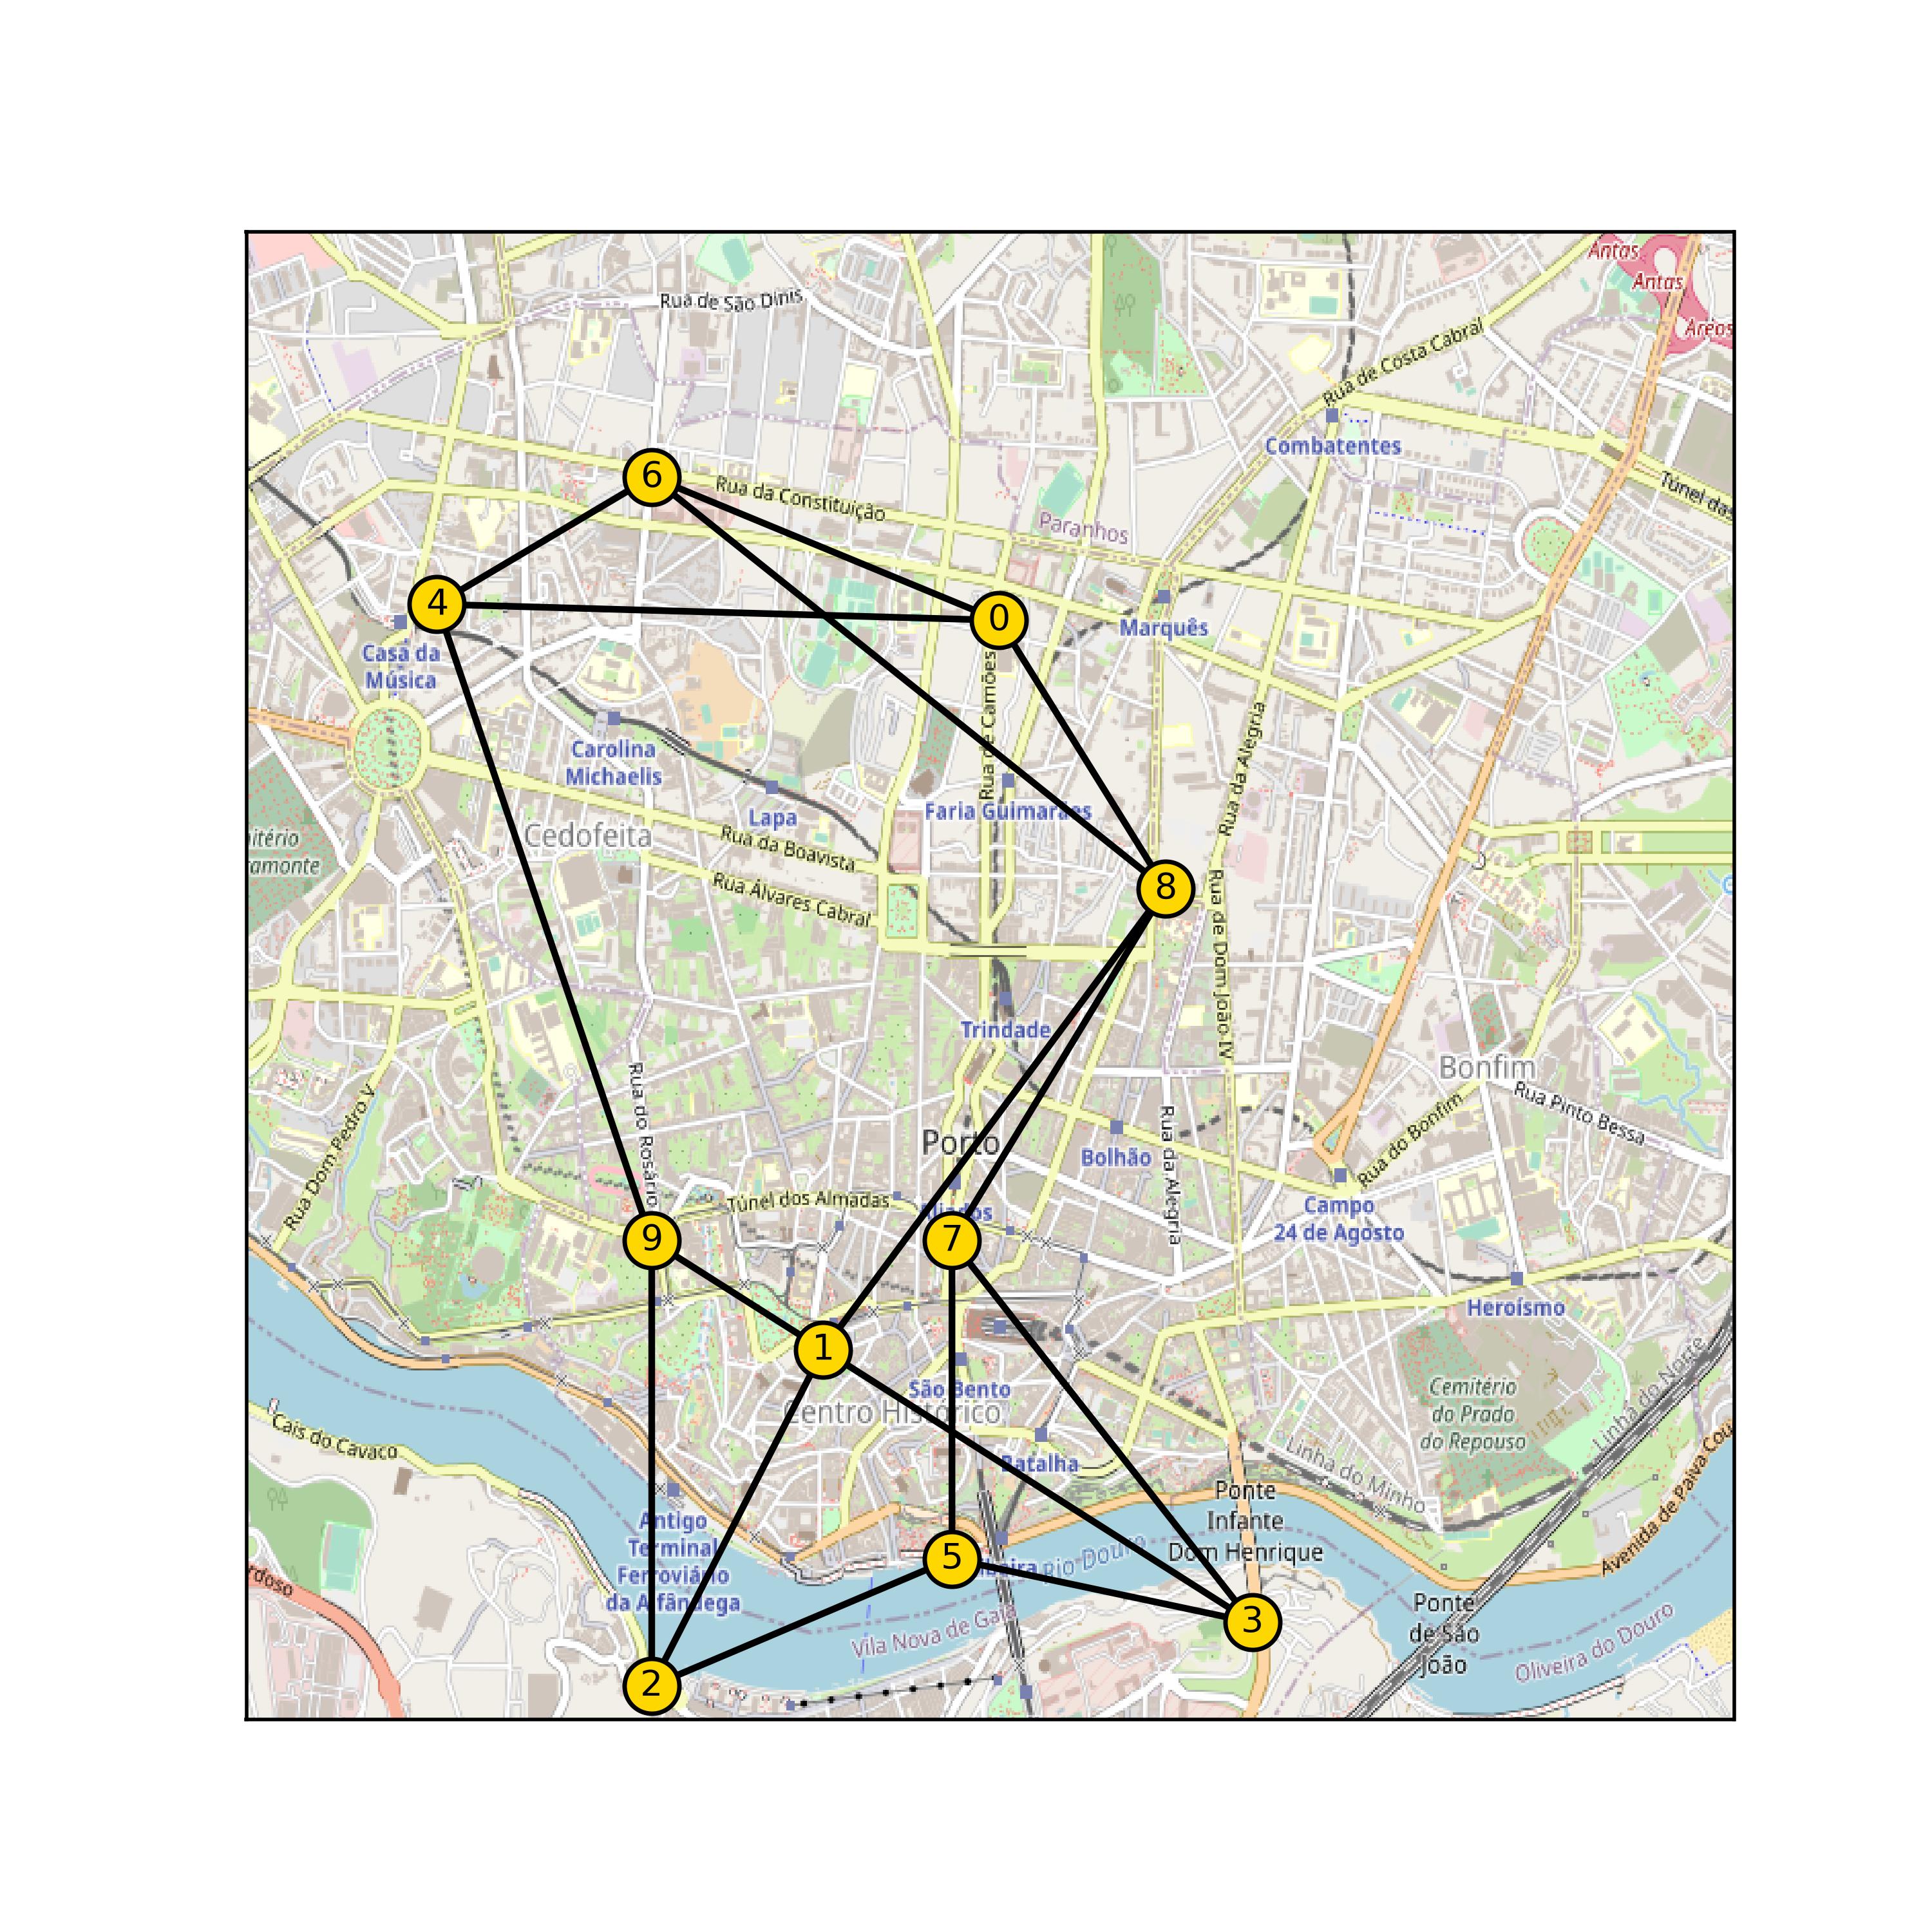 Antas
Antas
Rua de São Dinis
Areos
Rua de Costa Cabral
Combatentes
6
Rua da Constituição
Túnel das
Paranhos
4
0
Marquês
Casa da
Música
Rua de Camões
Rua da Alegria
Carolina
Michaelis
Lapa
Faria Guimarães
Cedofeita
Rua da Boavista
itério
amonte
Rua Álvares Cabral
8
Rua de Dom João IV
Trindade
Bonfim
Rua Dom Pedro V
Rua do Rosário
Rua Pinto Bessa
Rua do Bonfim
Porto
Bolhão
Rua da Alegria
Túnel dos Almadas
Campo
24 de Agosto
9
7
Heroísmo
1
São Bento
Centro Histórico
Cemitério
do Prado
do Repouso
Linha do Norte
Cais do Cavaco
Batalha
Linha do Minho
Ponte
Infante
Dom Henrique
Antigo
Terminal
Ferroviário
da Alfândega
Avenida de Paiva Cou
5
Rio Douro
rdoso
3
Ponte
de São
João
Vila Nova de Gaia
Oliveira do Douro
2